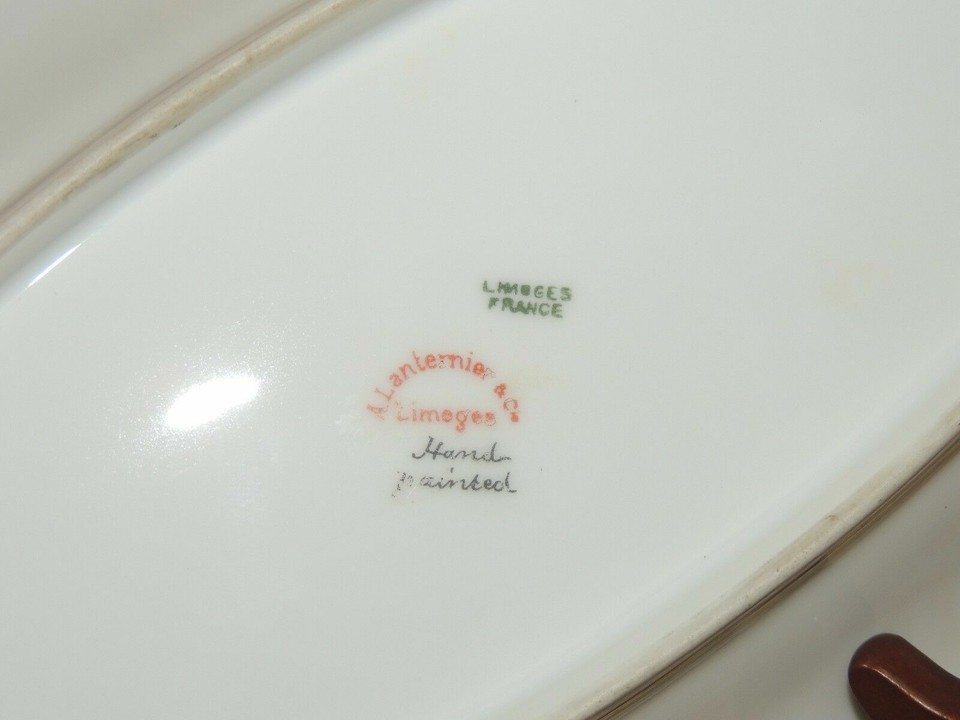 LIMOGES
FRANCE
A. Lanternier & Co
Limoges
Hand
painted